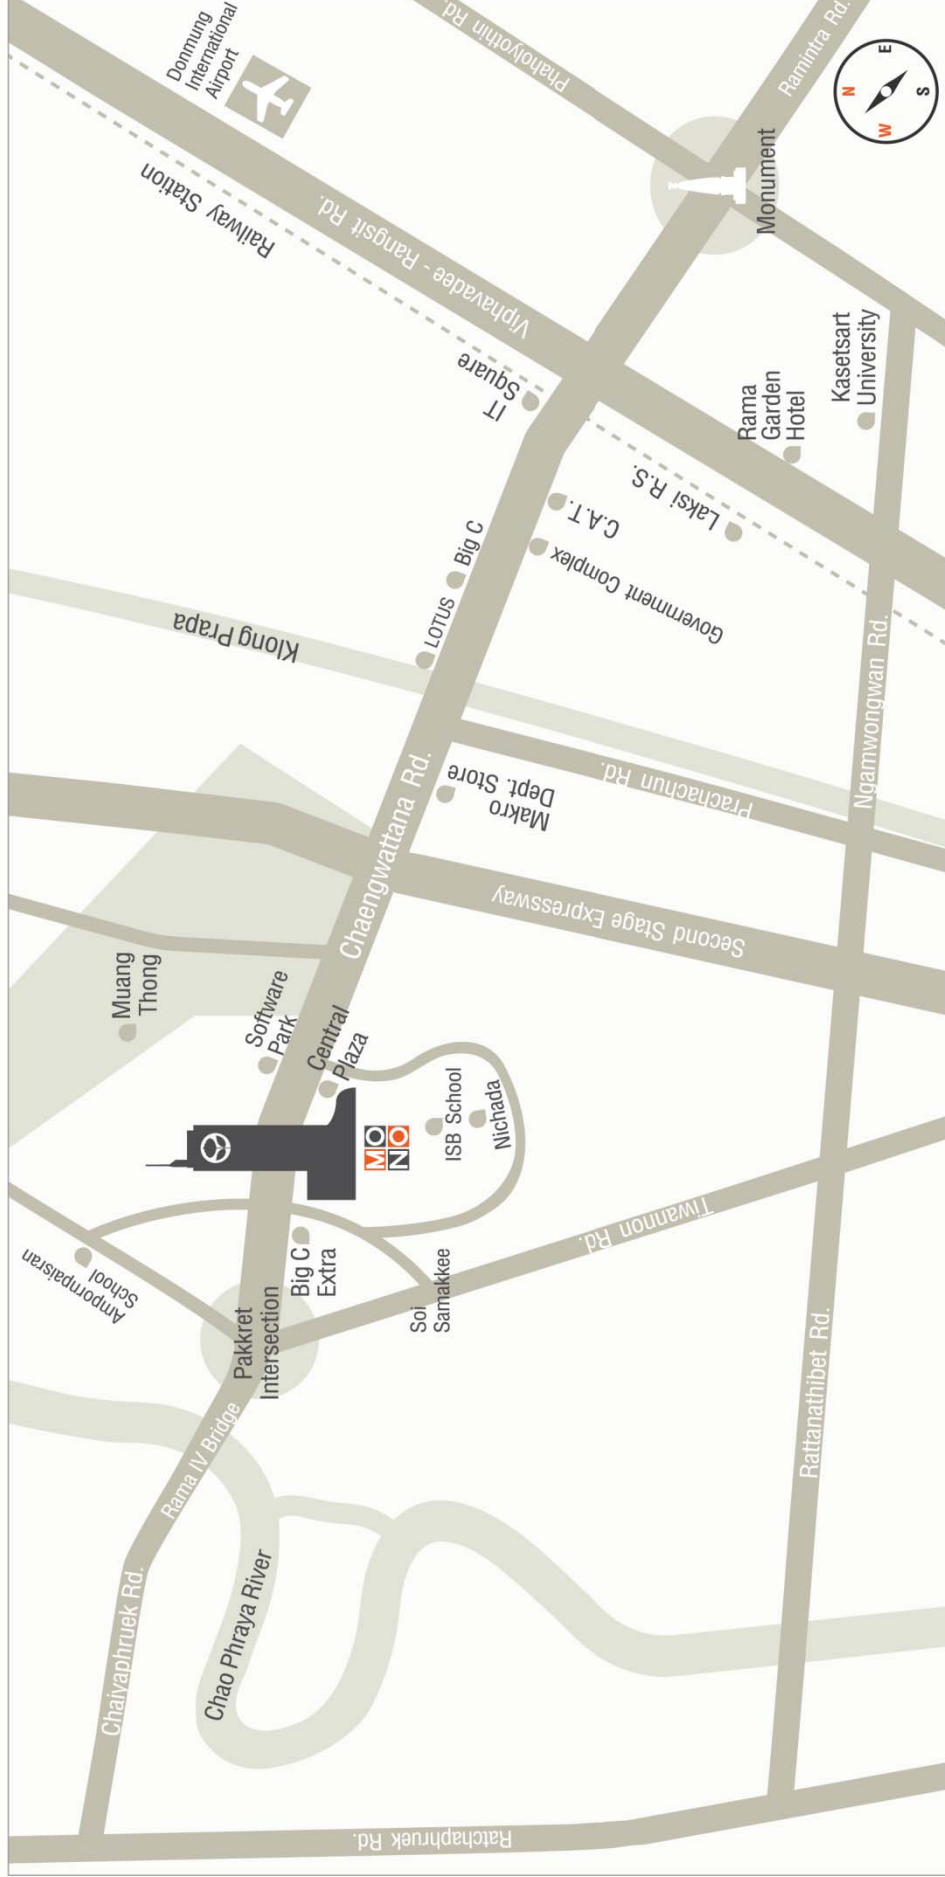 Donmung
International
Airport
Railway Station
Viphavadee - Rangsit Rd.
Phaholyothin Rd.
Ramintra Rd.
N
E
S
W
Monument
IT
Square
Kasetsart
University
Rama
Garden
Hotel
Laksi R.S.
C.A.T.
Government Complex
Big C
LOTUS
Klong Prapa
Prachachun Rd.
Ngamwongwan Rd.
Makro
Dept. Store
Chaengwattana Rd.
Second Stage Expressway
Muang
Thong
Software
Park
Central
Plaza
MO
NO
ISB School
Nichada
Ampornpaisran
School
Big C
Extra
Pakkret
Intersection
Soi
Samakkee
Tiwannon Rd.
Rama IV Bridge
Rattanathibet Rd.
Chao Phraya River
Chaiyaphruek Rd.
Ratchaphruek Rd.